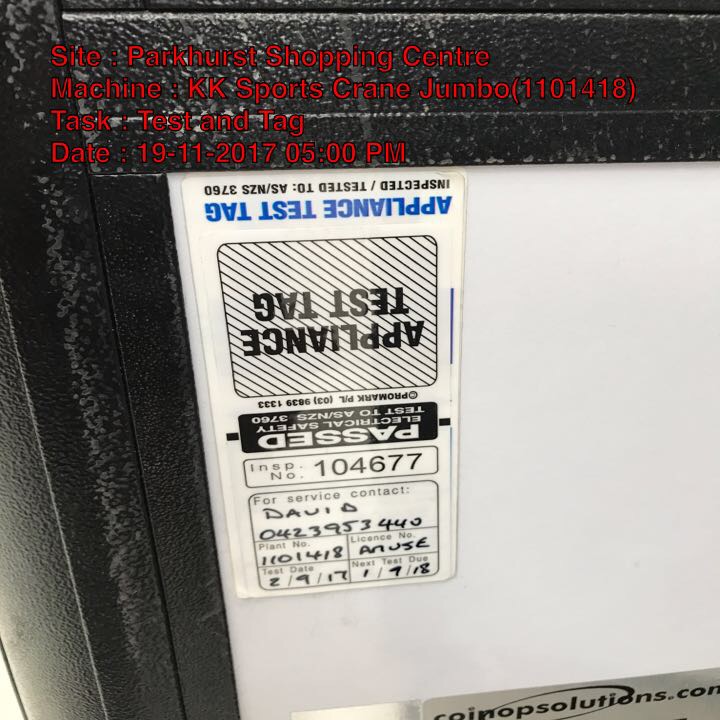 Site : Parkhurst Shopping Centre
Machine : KK Sports Crane Jumbo(1101418)
Task : Test and Tag
Date : 19-11-2017 05:00 PM
APPLIANCE TEST TAG
INSPECTED / TESTED TO: AS/NZS 3760
APPLIANCE
TEST TAG
©PROMARK P/L (03) 9839 1333
PASSED
ELECTRICAL SAFETY
TEST TO AS/NZS 3760
Insp. No. 104677
For service contact:
DAVID
0423953440
Plant No. Licence No.
1101418 AMUSE
Test Date Next Test Due
2/9/17 1/9/18
coinopsolutions.com